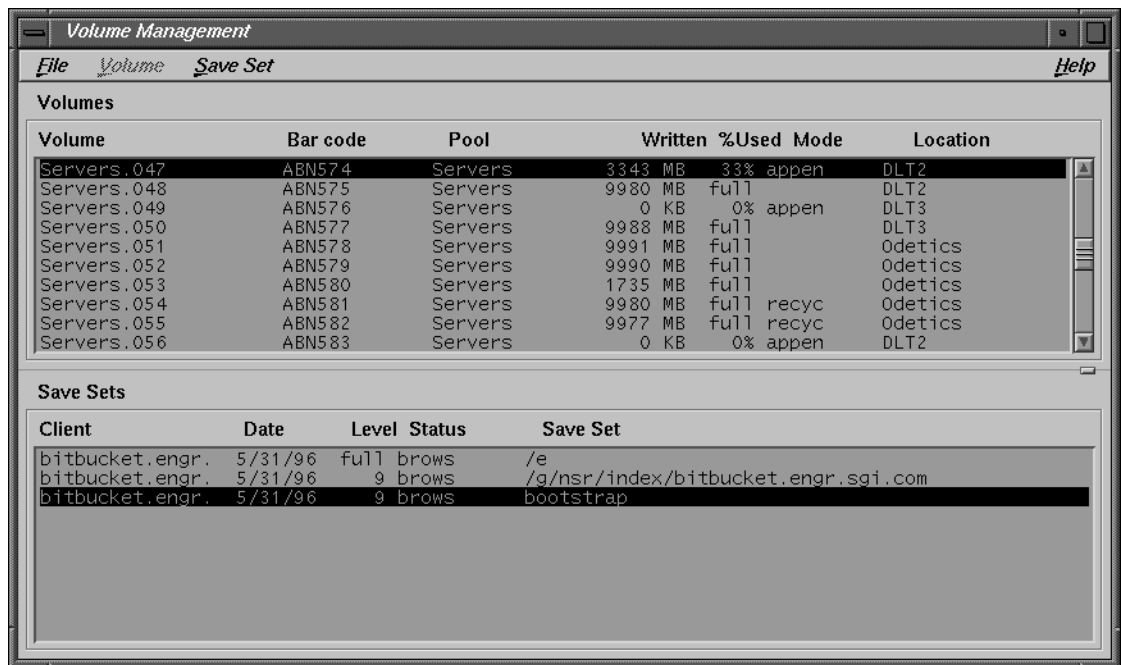 Volume Management
File Volume Save Set Help
Volumes
Volume Bar code Pool Written %Used Mode Location
Servers.047 ABN574 Servers 3343 MB 33% appen DLT2
Servers.048 ABN575 Servers 9980 MB full DLT2
Servers.049 ABN576 Servers 0 KB 0% appen DLT3
Servers.050 ABN577 Servers 9988 MB full DLT3
Servers.051 ABN578 Servers 9991 MB full Odetics
Servers.052 ABN579 Servers 9990 MB full Odetics
Servers.053 ABN580 Servers 1735 MB full Odetics
Servers.054 ABN581 Servers 9980 MB full recyc Odetics
Servers.055 ABN582 Servers 9977 MB full recyc Odetics
Servers.056 ABN583 Servers 0 KB 0% appen DLT2
Save Sets
Client Date Level Status Save Set
bitbucket.engr. 5/31/96 full brows /e
bitbucket.engr. 5/31/96 9 brows /g/nsr/index/bitbucket.engr.sgi.com
bitbucket.engr. 5/31/96 9 brows bootstrap